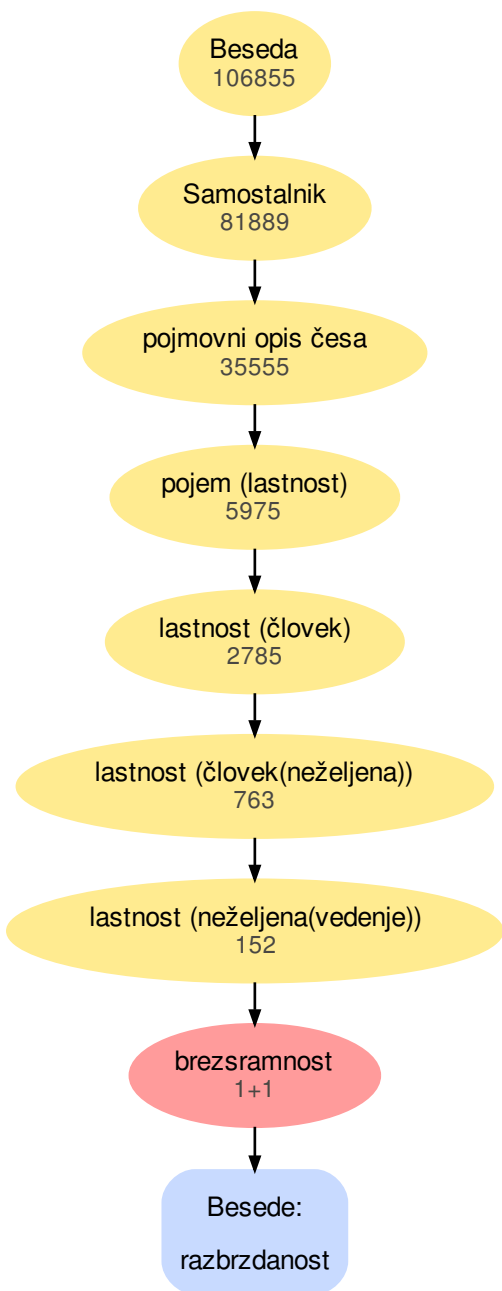 Beseda
106855
Samostalnik
81889
pojmovni opis česa
35555
pojem (lastnost)
5975
lastnost (človek)
2785
lastnost (človek(neželjena))
763
lastnost (neželjena(vedenje))
152
brezsramnost
1+1
Besede:
razbrzdanost